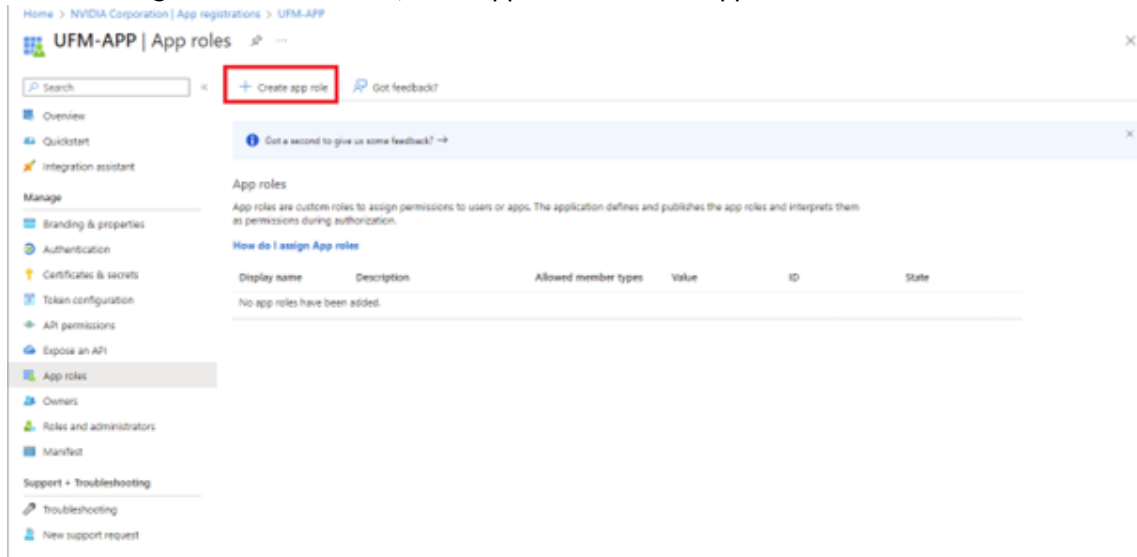 Home > NVIDIA Corporation | App registrations > UFM-APP
UFM-APP | App roles
Search
Create app role
Got feedback?
Overview
Quickstart
Integration assistant
Got a second to give us some feedback? →
Manage
Branding & properties
Authentication
Certificates & secrets
Token configuration
API permissions
Expose an API
App roles
Owners
Roles and administrators
Manifest
Support + Troubleshooting
Troubleshooting
New support request
App roles
App roles are custom roles to assign permissions to users or apps. The application defines and publishes the app roles and interprets them
as permissions during authorization.
How do I assign App roles
Display name Description Allowed member types Value ID State
No app roles have been added.